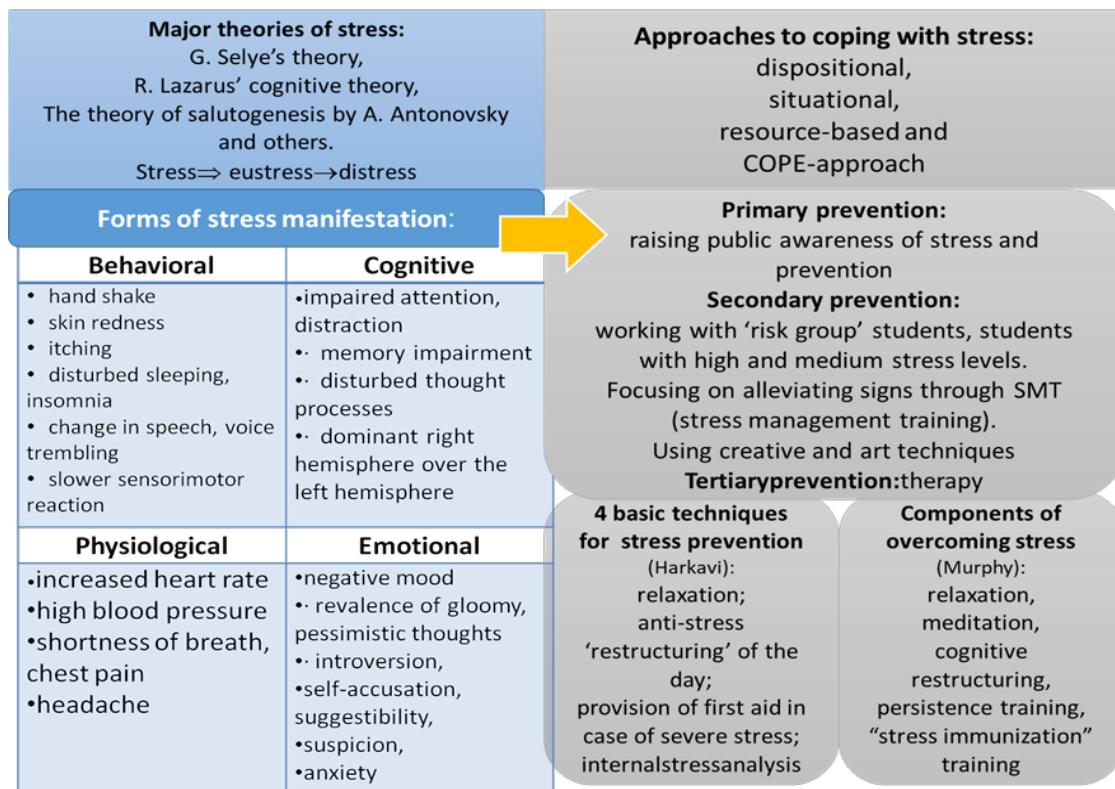 Major theories of stress:
G. Selye's theory,
R. Lazarus' cognitive theory,
The theory of salutogenesis by A. Antonovsky
and others.
Stress⇒ eustress→distress
Approaches to coping with stress:
dispositional,
situational,
resource-based and
COPE-approach
Forms of stress manifestation:
Behavioral
• hand shake
• skin redness
• itching
• disturbed sleeping,
insomnia
• change in speech, voice
trembling
• slower sensorimotor
reaction
Cognitive
•impaired attention,
distraction
•· memory impairment
•· disturbed thought
processes
•· dominant right
hemisphere over the
left hemisphere
Physiological
•increased heart rate
•high blood pressure
•shortness of breath,
chest pain
•headache
Emotional
•negative mood
•· revalence of gloomy,
pessimistic thoughts
•· introversion,
•self-accusation,
suggestibility,
•suspicion,
•anxiety
Primary prevention:
raising public awareness of stress and
prevention
Secondary prevention:
working with ‘risk group’ students, students
with high and medium stress levels.
Focusing on alleviating signs through SMT
(stress management training).
Using creative and art techniques
Tertiaryprevention:therapy
4 basic techniques
for stress prevention
(Harkavi):
relaxation;
anti-stress
‘restructuring’ of the
day;
provision of first aid in
case of severe stress;
internalstressanalysis
Components of
overcoming stress
(Murphy):
relaxation,
meditation,
cognitive
restructuring,
persistence training,
“stress immunization”
training